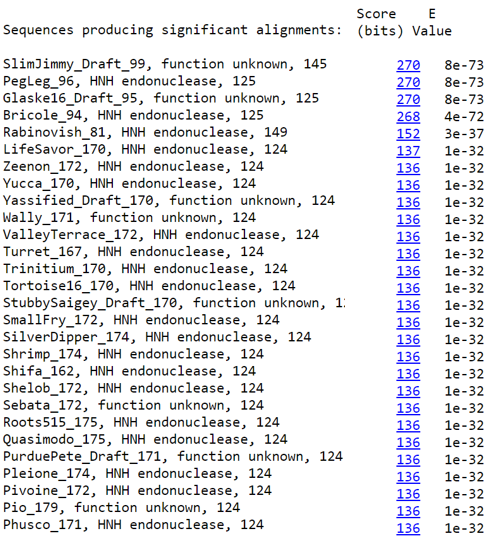 Score E
Sequences producing significant alignments: (bits) Value
SlimJimmy_Draft_99, function unknown, 145 270 8e-73
PegLeg_96, HNH endonuclease, 125 270 8e-73
Glaske16_Draft_95, function unknown, 125 270 8e-73
Bricole_94, HNH endonuclease, 125 268 4e-72
Rabinovish_81, HNH endonuclease, 149 152 3e-37
LifeSavor_170, HNH endonuclease, 124 137 1e-32
Zeenon_172, HNH endonuclease, 124 136 1e-32
Yucca_170, HNH endonuclease, 124 136 1e-32
Yassified_Draft_170, function unknown, 124 136 1e-32
Wally_171, function unknown, 124 136 1e-32
ValleyTerrace_172, HNH endonuclease, 124 136 1e-32
Turret_167, HNH endonuclease, 124 136 1e-32
Trinitium_170, HNH endonuclease, 124 136 1e-32
Tortoise16_170, HNH endonuclease, 124 136 1e-32
StubbySaigey_Draft_170, function unknown, 136 1e-32
SmallFry_172, HNH endonuclease, 124 136 1e-32
SilverDipper_174, HNH endonuclease, 124 136 1e-32
Shrimp_174, HNH endonuclease, 124 136 1e-32
Shifa_162, HNH endonuclease, 124 136 1e-32
Shelob_172, HNH endonuclease, 124 136 1e-32
Sebata_172, function unknown, 124 136 1e-32
Roots515_175, HNH endonuclease, 124 136 1e-32
Quasimodo_175, HNH endonuclease, 124 136 1e-32
PurduePete_Draft_171, function unknown, 124 136 1e-32
Pleione_174, HNH endonuclease, 124 136 1e-32
Pivoine_172, HNH endonuclease, 124 136 1e-32
Pio_179, function unknown, 124 136 1e-32
Phusco_171, HNH endonuclease, 124 136 1e-32